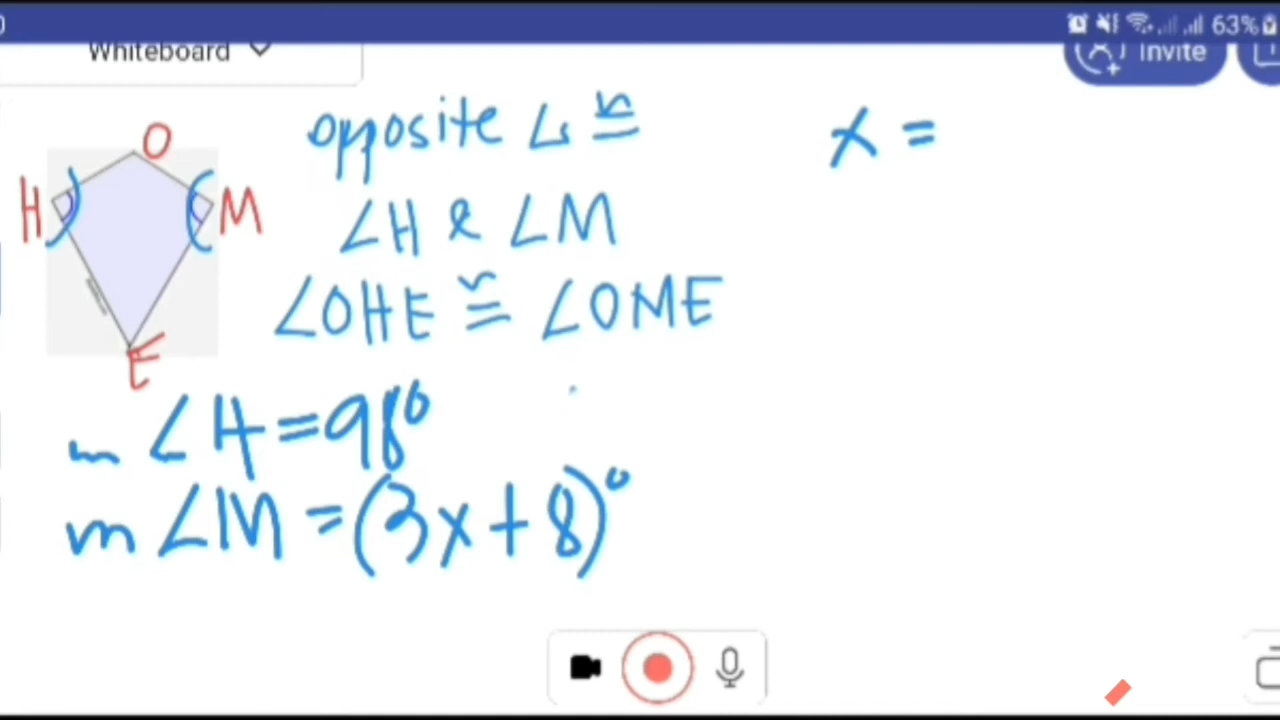 63%
Whiteboard
Invite
opposite ∠s ≅
x =
O
H
M
∠H & ∠M
∠OHE ≅ ∠OME
E
m∠H = 98°
m∠M = (3x + 8)°